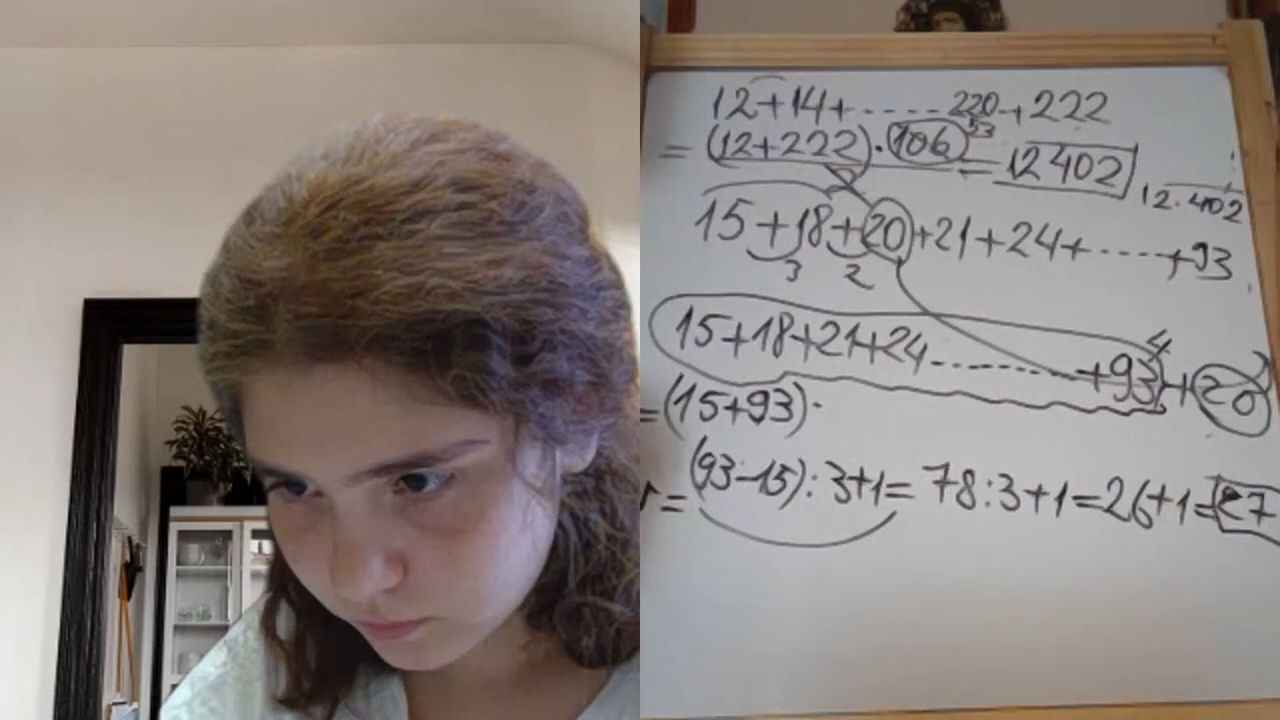 12+14+ ------ 220+222
= (12+222)·106 53 = 12402
12.402
15+18+20+21+24+ ----- +93
3 2
15+18+21+24 ---------- +93 + 20
=(15+93)·
= (93-15):3+1= 78:3+1=26+1=27